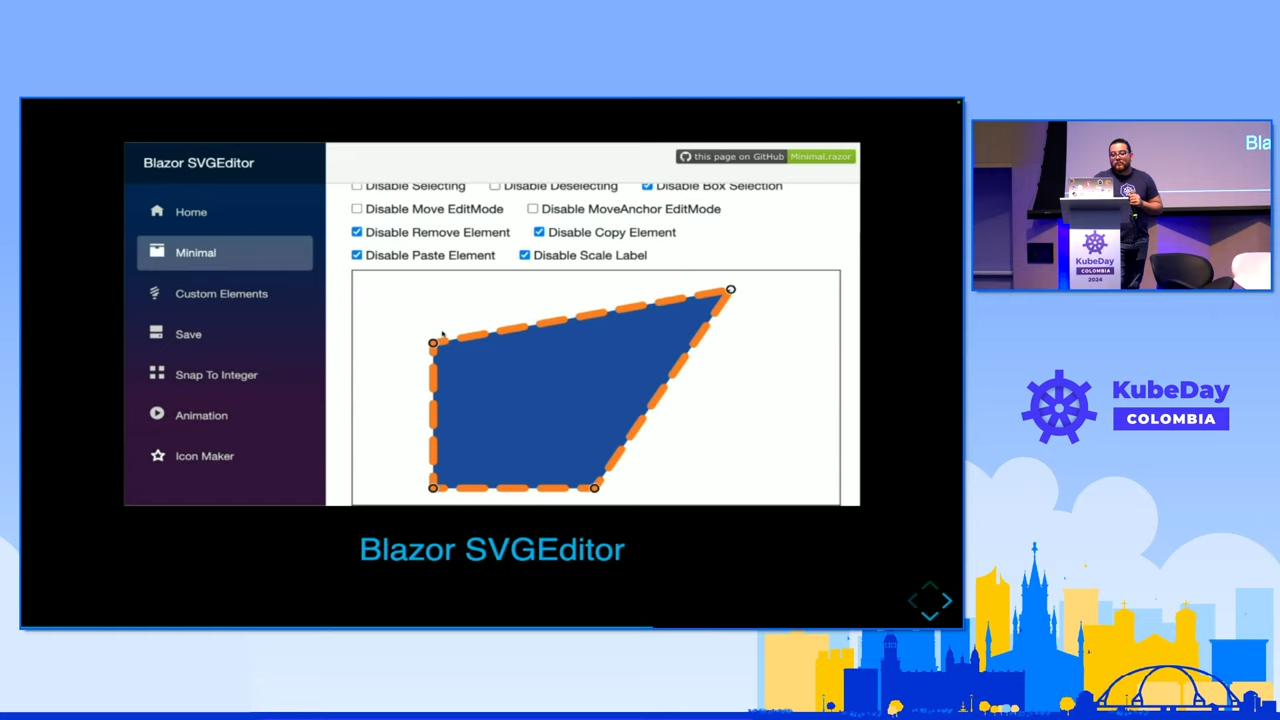 Blazor SVGEditor
this page on GitHub Minimal.razor
Home
Minimal
Custom Elements
Save
Snap To Integer
Animation
Icon Maker
Disable Selecting Disable Deselecting Disable Box Selection
Disable Move EditMode Disable MoveAnchor EditMode
Disable Remove Element Disable Copy Element
Disable Paste Element Disable Scale Label
Blazor SVGEditor
Bla
KubeDay
COLOMBIA
2024
KubeDay
COLOMBIA